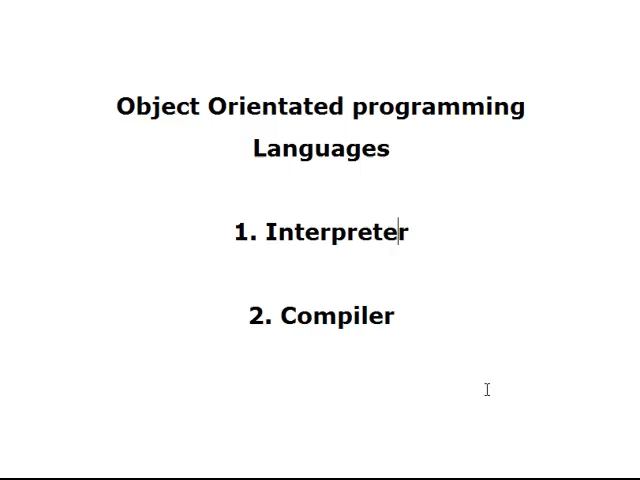 Object Orientated programming
Languages
1. Interpreter
2. Compiler